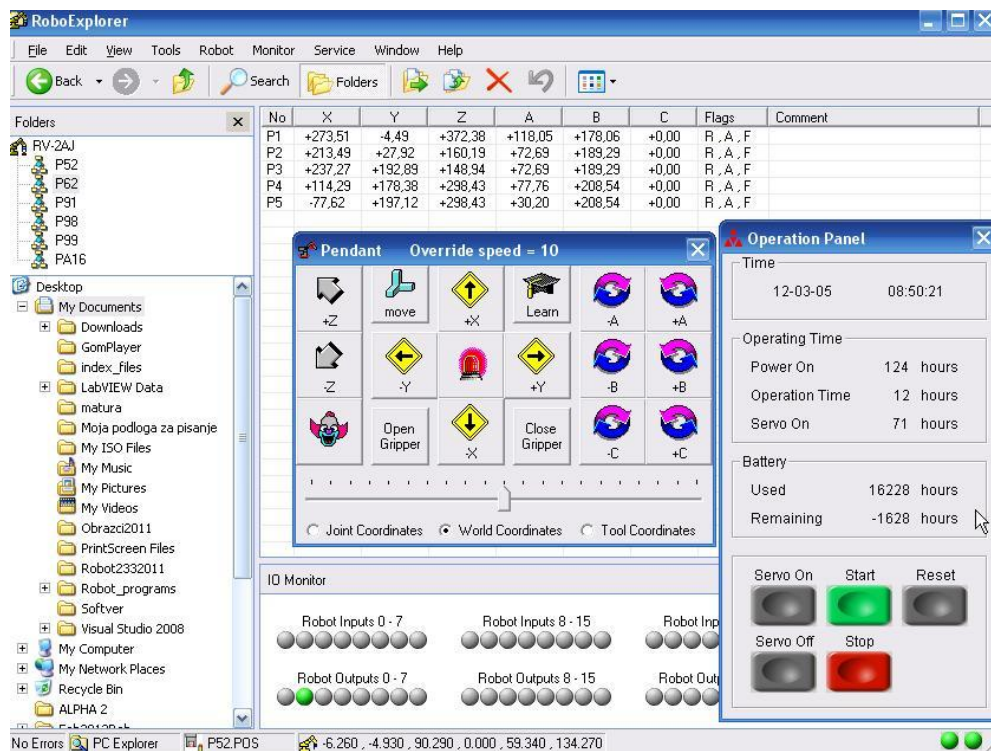 RoboExplorer
File Edit View Tools Robot Monitor Service Window Help
Back Search Folders
Folders
RV-2AJ
P52
P62
P91
P98
P99
PA16
Desktop
My Documents
Downloads
GomPlayer
index_files
LabVIEW Data
matura
Moja podloga za pisanje
My ISO Files
My Music
My Pictures
My Videos
Obrazci2011
PrintScreen Files
Robot2332011
Robot_programs
Softver
Visual Studio 2008
My Computer
My Network Places
Recycle Bin
ALPHA 2
No X Y Z A B C Flags Comment
P1 +273,51 -4,49 +372,38 +118,05 +178,06 +0,00 R ,A ,F
P2 +213,49 +27,92 +160,19 +72,69 +189,29 +0,00 R ,A ,F
P3 +237,27 +192,89 +148,94 +72,69 +189,29 +0,00 R ,A ,F
P4 +114,29 +178,38 +298,43 +77,76 +208,54 +0,00 R ,A ,F
P5 -77,62 +197,12 +298,43 +30,20 +208,54 +0,00 R ,A ,F
Pendant Override speed = 10
+Z move +X Learn -A +A
-Z -Y +Y -B +B
Open Gripper -X Close Gripper -C +C
Joint Coordinates World Coordinates Tool Coordinates
Operation Panel
Time
12-03-05 08:50:21
Operating Time
Power On 124 hours
Operation Time 12 hours
Servo On 71 hours
Battery
Used 16228 hours
Remaining -1628 hours
Servo On Start Reset
Servo Off Stop
IO Monitor
Robot Inputs 0 - 7 Robot Inputs 8 - 15 Robot Inp
Robot Outputs 0 - 7 Robot Outputs 8 - 15 Robot Out
No Errors PC Explorer P52.POS -6.260 , -4.930 , 90.290 , 0.000 , 59.340 , 134.270